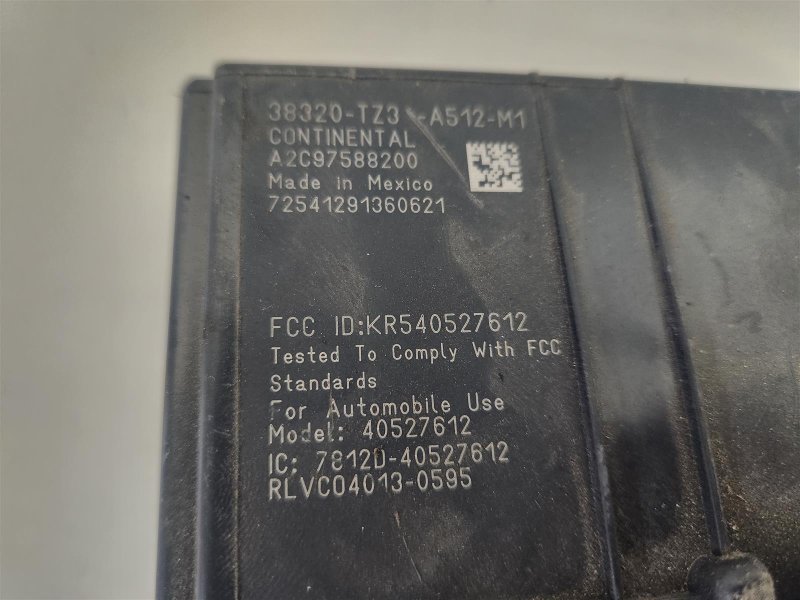 38320-TZ3 -A512-M1
CONTINENTAL
A2C97588200
Made in Mexico
72541291360621
FCC ID:KR540527612
Tested To Comply With FCC
Standards
For Automobile Use
Model: 40527612
IC: 7812D-40527612
RLVCO4013-0595